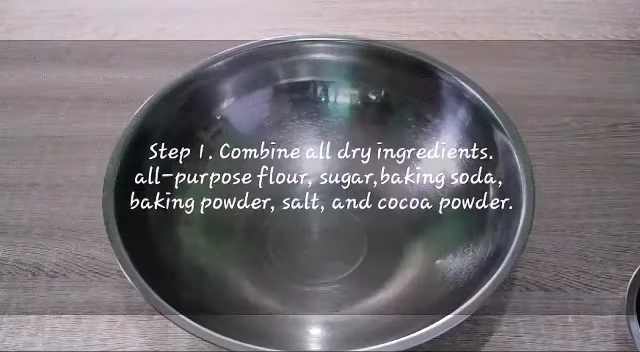 Step 1. Combine all dry ingredients.
all-purpose flour, sugar,baking soda,
baking powder, salt, and cocoa powder.